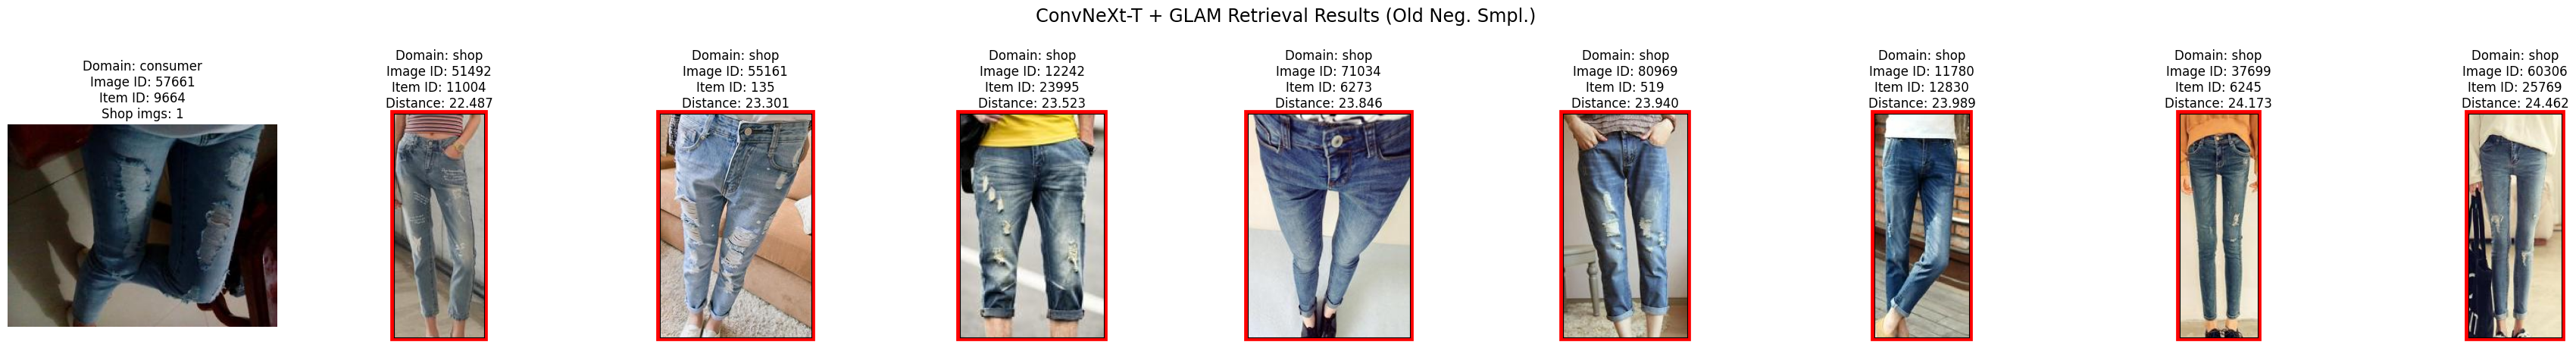 ConvNeXt-T + GLAM Retrieval Results (Old Neg. Smpl.)
Domain: consumer
Image ID: 57661
Item ID: 9664
Shop imgs: 1
Domain: shop
Image ID: 51492
Item ID: 11004
Distance: 22.487
Domain: shop
Image ID: 55161
Item ID: 135
Distance: 23.301
Domain: shop
Image ID: 12242
Item ID: 23995
Distance: 23.523
Domain: shop
Image ID: 71034
Item ID: 6273
Distance: 23.846
Domain: shop
Image ID: 80969
Item ID: 519
Distance: 23.940
Domain: shop
Image ID: 11780
Item ID: 12830
Distance: 23.989
Domain: shop
Image ID: 37699
Item ID: 6245
Distance: 24.173
Domain: shop
Image ID: 60306
Item ID: 25769
Distance: 24.462